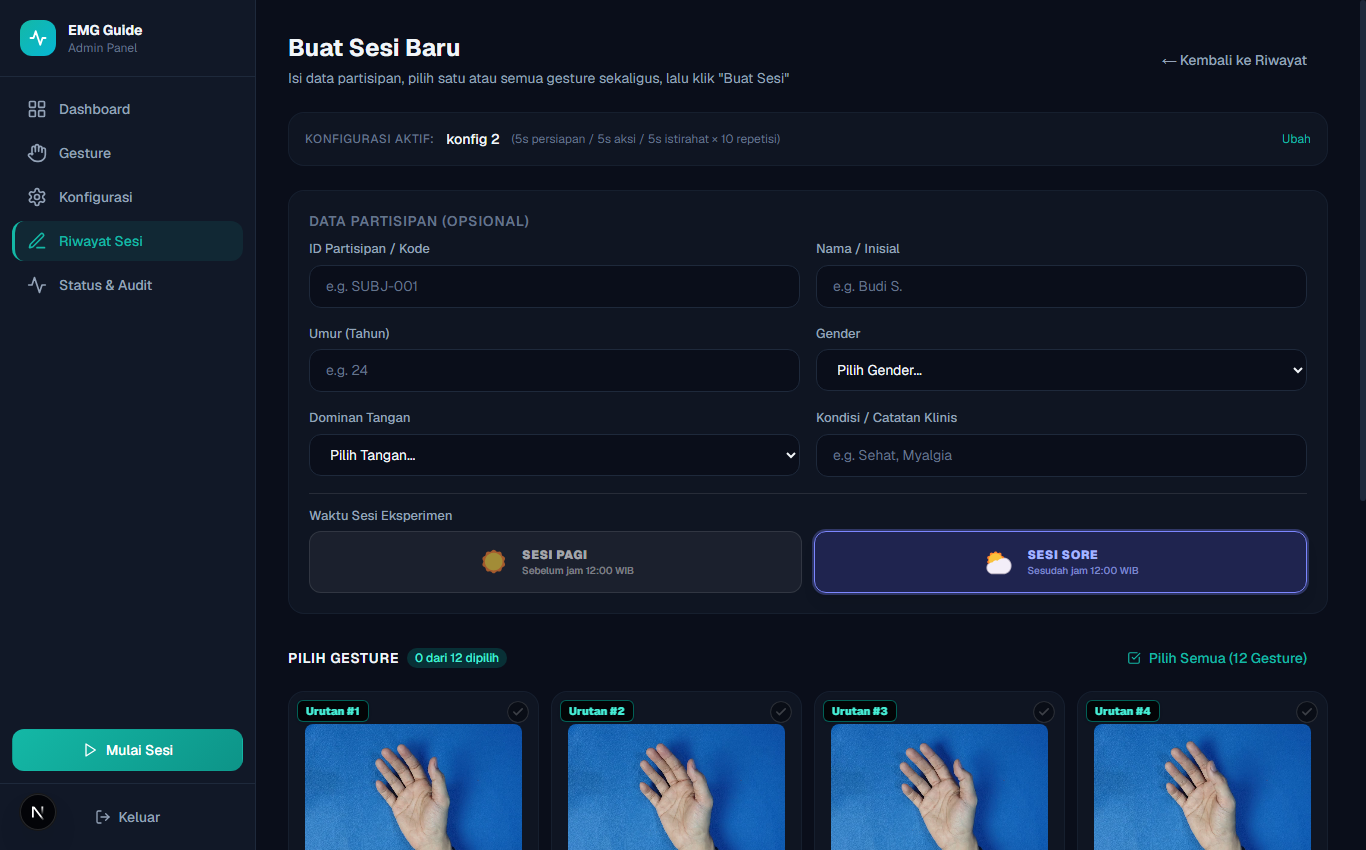 EMG Guide
Admin Panel
Dashboard
Gesture
Konfigurasi
Riwayat Sesi
Status & Audit
Mulai Sesi
N
Keluar
Buat Sesi Baru
Isi data partisipan, pilih satu atau semua gesture sekaligus, lalu klik "Buat Sesi"
← Kembali ke Riwayat
KONFIGURASI AKTIF: konfig 2 (5s persiapan / 5s aksi / 5s istirahat × 10 repetisi)
Ubah
DATA PARTISIPAN (OPSIONAL)
ID Partisipan / Kode
e.g. SUBJ-001
Nama / Inisial
e.g. Budi S.
Umur (Tahun)
e.g. 24
Gender
Pilih Gender...
Dominan Tangan
Pilih Tangan...
Kondisi / Catatan Klinis
e.g. Sehat, Myalgia
Waktu Sesi Eksperimen
SESI PAGI
Sebelum jam 12:00 WIB
SESI SORE
Sesudah jam 12:00 WIB
PILIH GESTURE
0 dari 12 dipilih
Pilih Semua (12 Gesture)
Urutan #1
Urutan #2
Urutan #3
Urutan #4